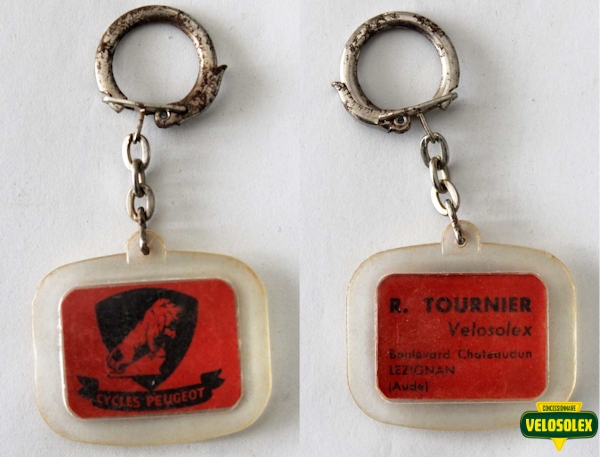 CYCLES PEUGEOT
R. TOURNIER
Velosolex
Boulevard Chateaudun
LEZIGNAN
(Aude)
CONCESSIONNAIRE
VELOSOLEX